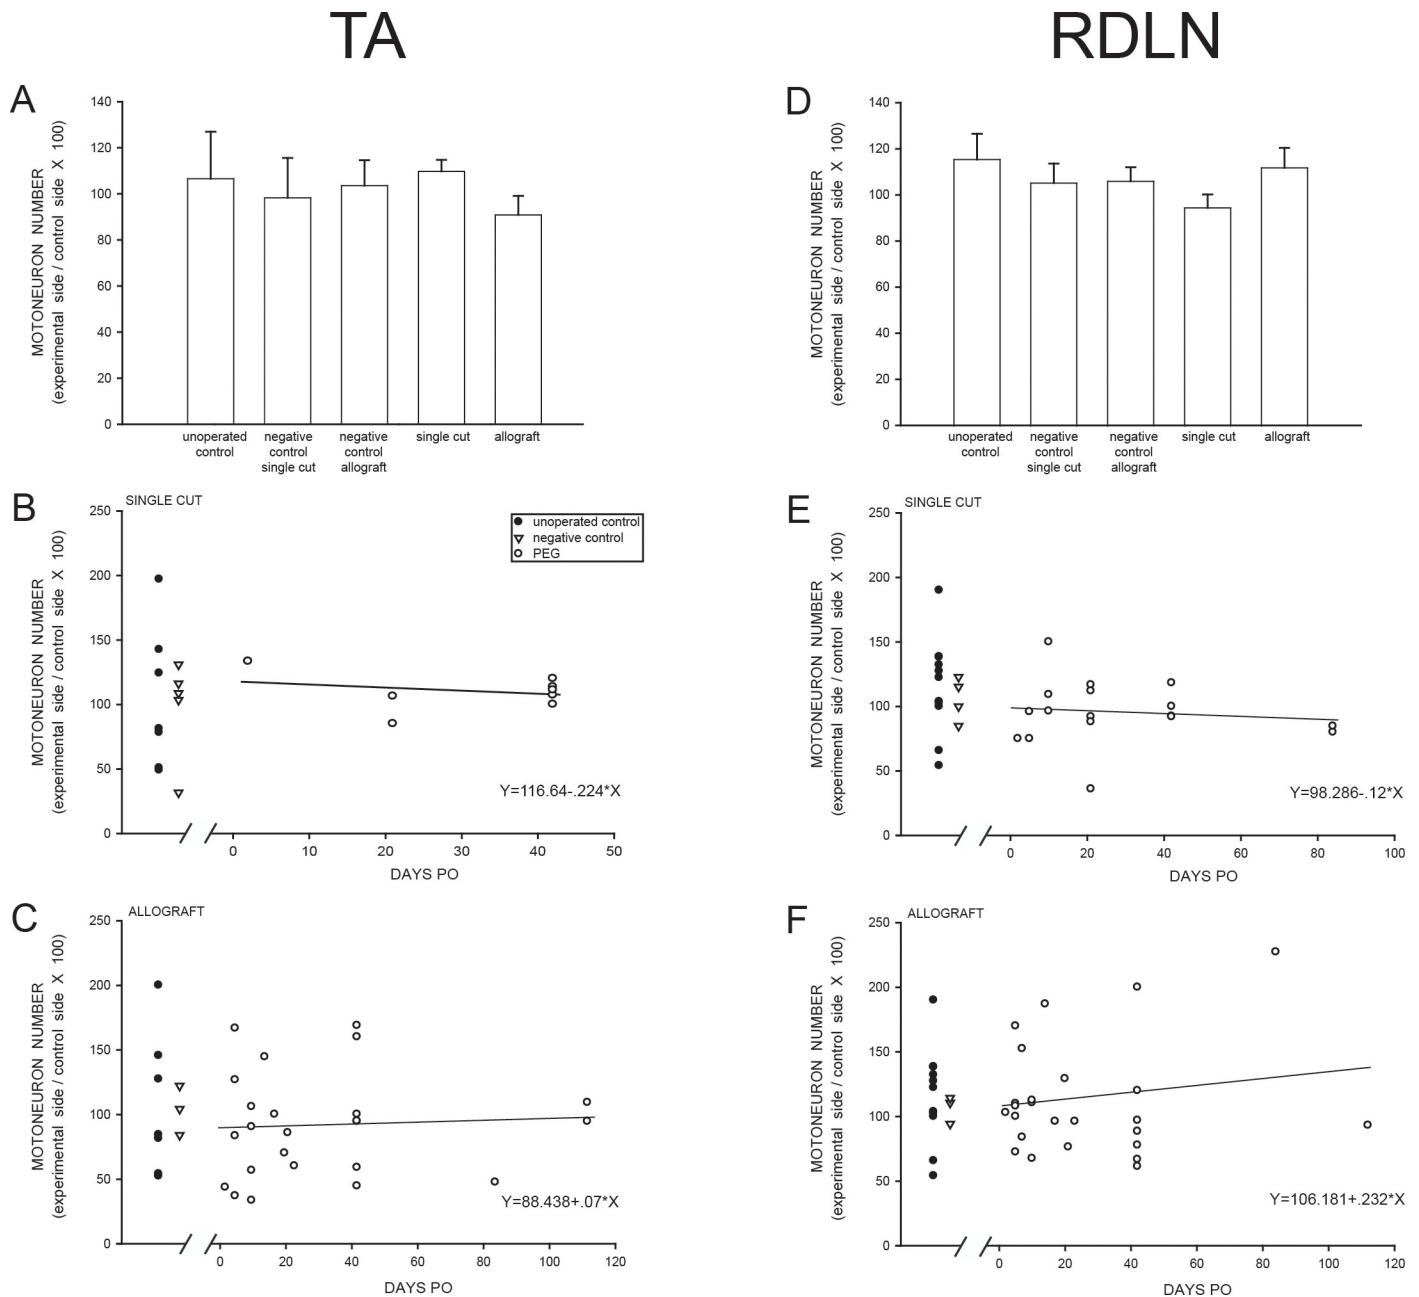 TA
RDLN
A
MOTONEURON NUMBER
(experimental side / control side X 100)
140
120
100
80
60
40
20
0
unoperated control
negative control single cut
negative control allograft
single cut
allograft
D
MOTONEURON NUMBER
(experimental side / control side X 100)
140
120
100
80
60
40
20
0
unoperated control
negative control single cut
negative control allograft
single cut
allograft
B
SINGLE CUT
MOTONEURON NUMBER
(experimental side / control side X 100)
250
200
150
100
50
0
unoperated control
negative control
PEG
Y=116.64-.224*X
0 10 20 30 40 50
DAYS PO
E
SINGLE CUT
MOTONEURON NUMBER
(experimental side / control side X 100)
250
200
150
100
50
0
Y=98.286-.12*X
0 20 40 60 80 100
DAYS PO
C
ALLOGRAFT
MOTONEURON NUMBER
(experimental side / control side X 100)
250
200
150
100
50
0
Y=88.438+.07*X
0 20 40 60 80 100 120
DAYS PO
F
ALLOGRAFT
MOTONEURON NUMBER
(experimental side / control side X 100)
250
200
150
100
50
0
Y=106.181+.232*X
0 20 40 60 80 100 120
DAYS PO